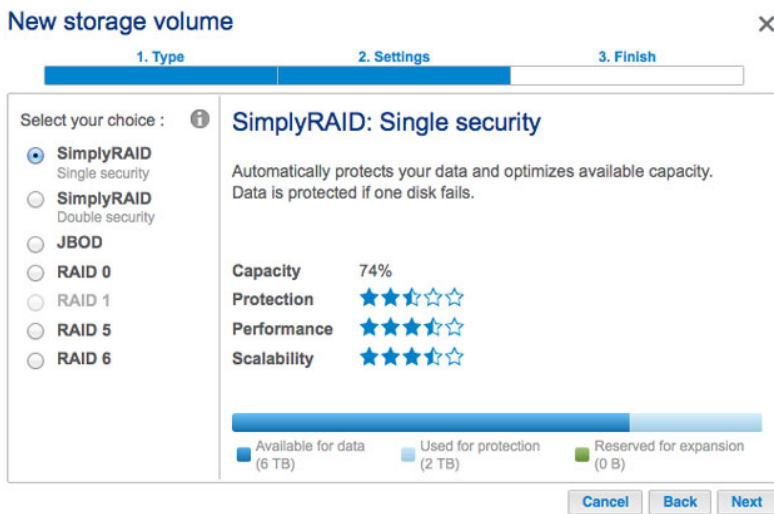 New storage volume
1. Type 2. Settings 3. Finish
Select your choice :
SimplyRAID
Single security
SimplyRAID
Double security
JBOD
RAID 0
RAID 1
RAID 5
RAID 6
SimplyRAID: Single security
Automatically protects your data and optimizes available capacity.
Data is protected if one disk fails.
Capacity 74%
Protection
Performance
Scalability
Available for data
(6 TB)
Used for protection
(2 TB)
Reserved for expansion
(0 B)
Cancel Back Next